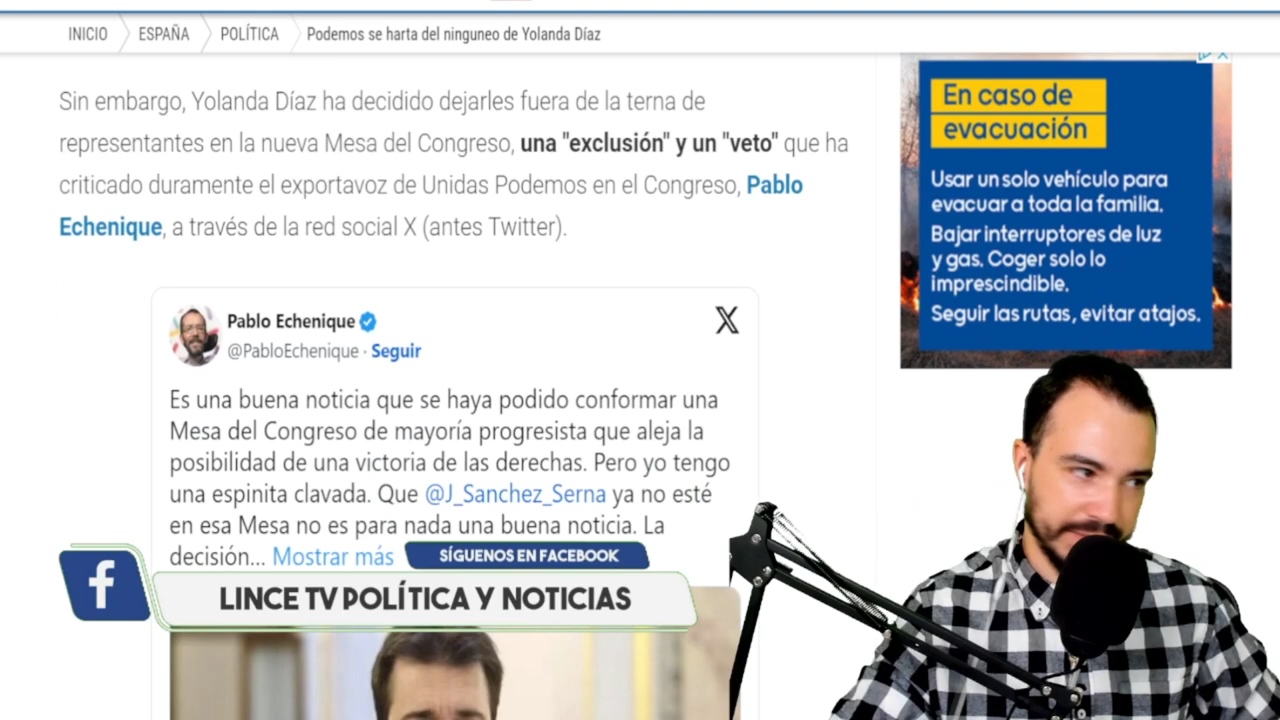 INICIO
ESPAÑA
POLÍTICA
Podemos se harta del ninguneo de Yolanda Díaz
Sin embargo, Yolanda Díaz ha decidido dejarles fuera de la terna de
representantes en la nueva Mesa del Congreso, una "exclusión" y un "veto" que ha
criticado duramente el exportavoz de Unidas Podemos en el Congreso, Pablo
Echenique, a través de la red social X (antes Twitter).
Pablo Echenique
@PabloEchenique · Seguir
X
Es una buena noticia que se haya podido conformar una
Mesa del Congreso de mayoría progresista que aleja la
posibilidad de una victoria de las derechas. Pero yo tengo
una espinita clavada. Que @J_Sanchez_Serna ya no esté
en esa Mesa no es para nada una buena noticia. La
decisión... Mostrar más
SÍGUENOS EN FACEBOOK
f
LINCE TV POLÍTICA Y NOTICIAS
En caso de
evacuación
Usar un solo vehículo para
evacuar a toda la familia.
Bajar interruptores de luz
y gas. Coger solo lo
imprescindible.
Seguir las rutas, evitar atajos.